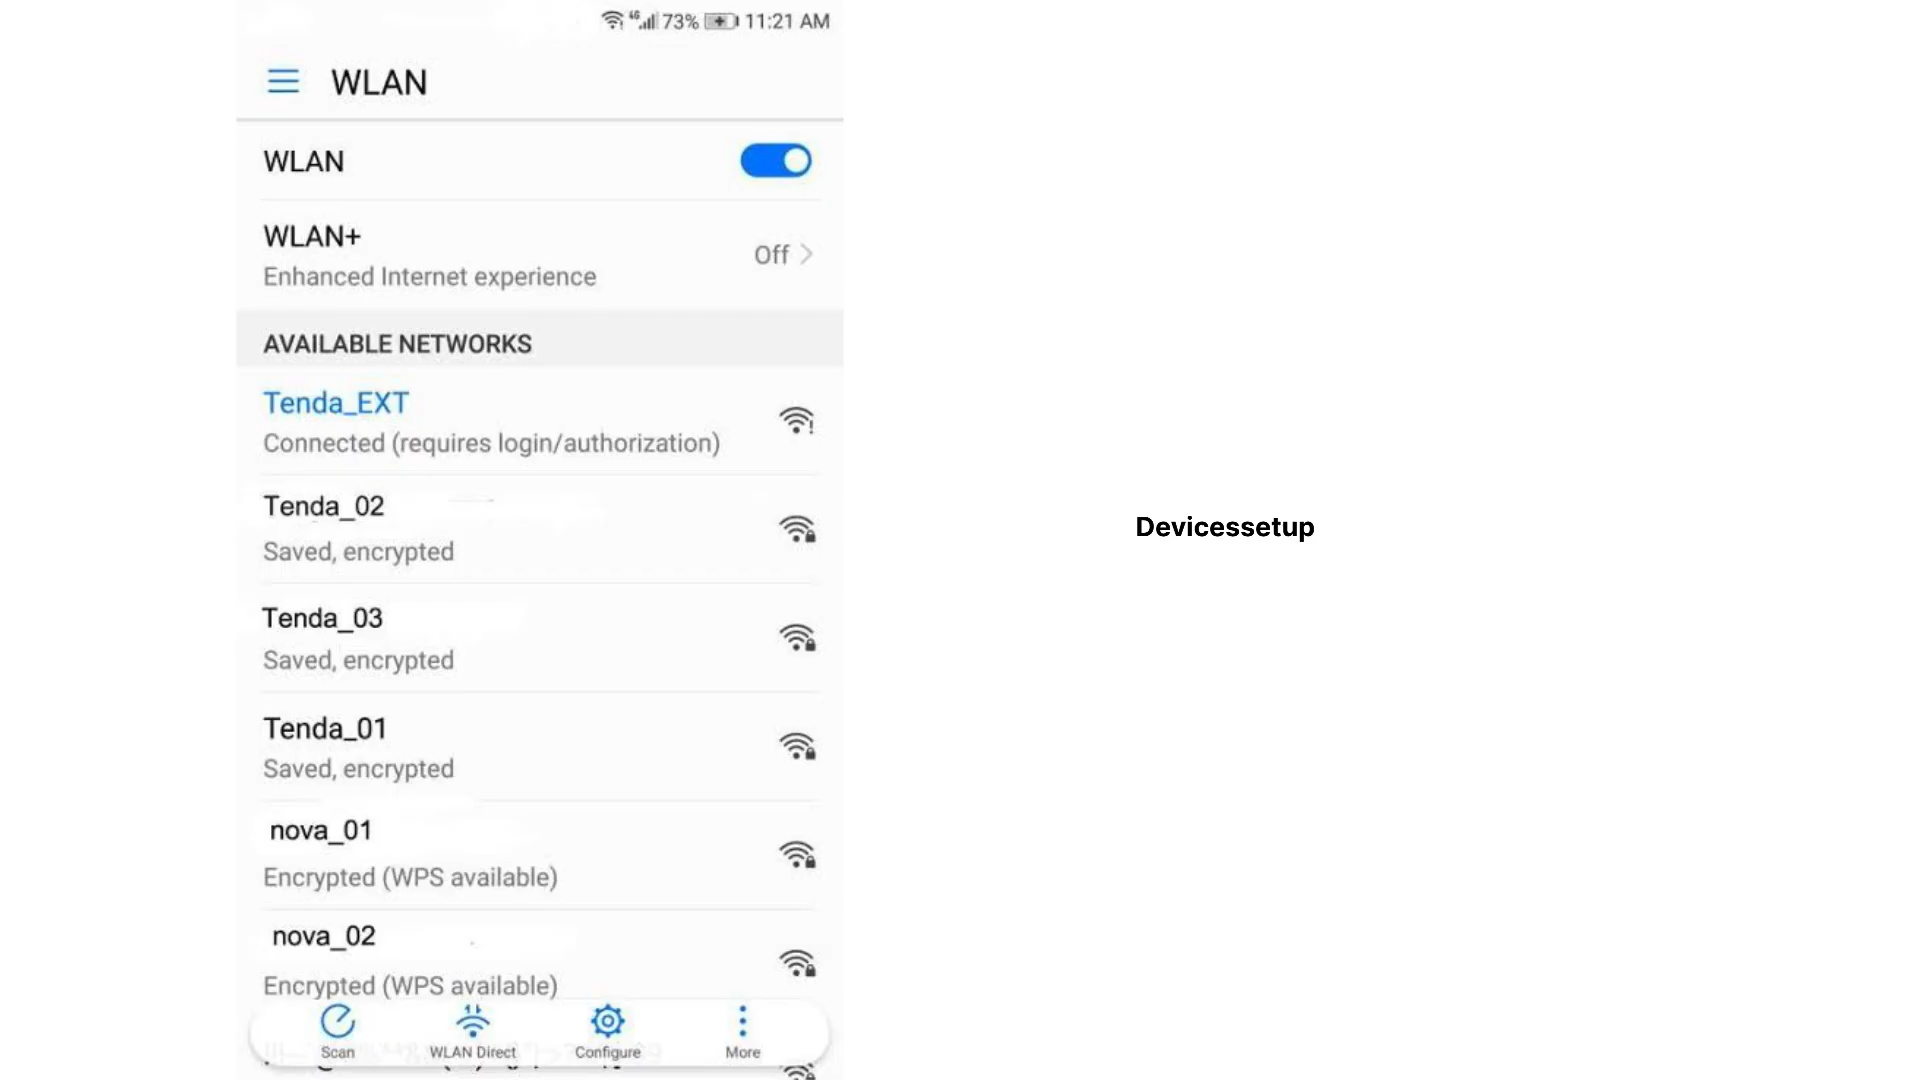 4G 73% 11:21 AM
WLAN
WLAN
WLAN+
Enhanced Internet experience
Off
AVAILABLE NETWORKS
Tenda_EXT
Connected (requires login/authorization)
Tenda_02
Saved, encrypted
Tenda_03
Saved, encrypted
Tenda_01
Saved, encrypted
nova_01
Encrypted (WPS available)
nova_02
Encrypted (WPS available)
Scan WLAN Direct Configure More
Devicessetup